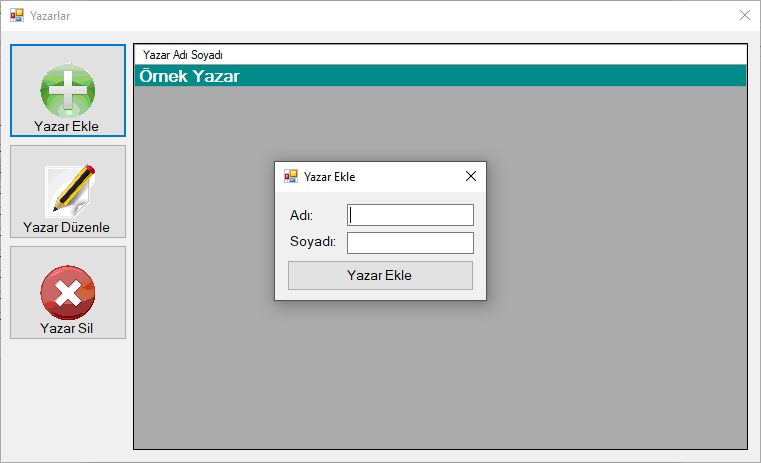 Yazarlar
Yazar Ekle
Yazar Düzenle
Yazar Sil
Yazar Adı Soyadı
Örnek Yazar
Yazar Ekle
Adı:
Soyadı:
Yazar Ekle